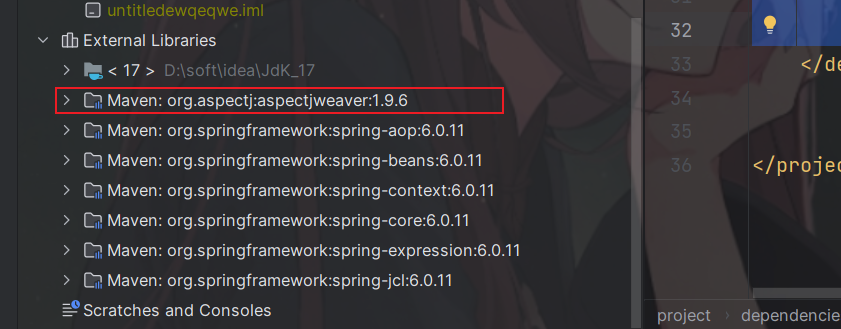 untitledewqeqwe.iml
External Libraries
< 17 > D:\soft\idea\JdK_17
Maven: org.aspectj:aspectjweaver:1.9.6
Maven: org.springframework:spring-aop:6.0.11
Maven: org.springframework:spring-beans:6.0.11
Maven: org.springframework:spring-context:6.0.11
Maven: org.springframework:spring-core:6.0.11
Maven: org.springframework:spring-expression:6.0.11
Maven: org.springframework:spring-jcl:6.0.11
Scratches and Consoles
32
33 </de
35
36 </projec
project › dependencie